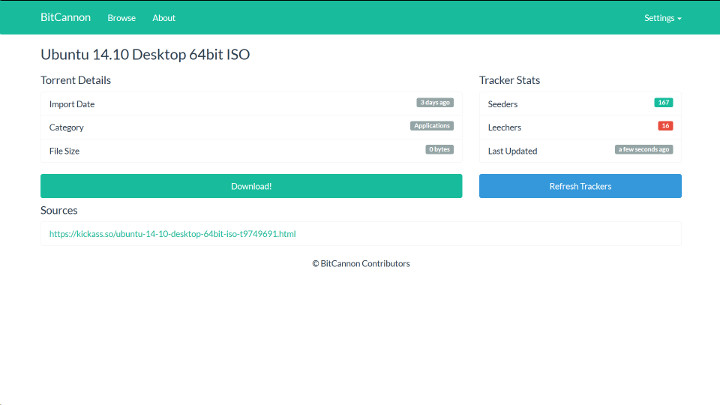 BitCannon Browse About Settings
Ubuntu 14.10 Desktop 64bit ISO
Torrent Details
Import Date 3 days ago
Category Applications
File Size 0 bytes
Download!
Tracker Stats
Seeders 167
Leechers 16
Last Updated a few seconds ago
Refresh Trackers
Sources
https://kickass.so/ubuntu-14-10-desktop-64bit-iso-t9749691.html
© BitCannon Contributors